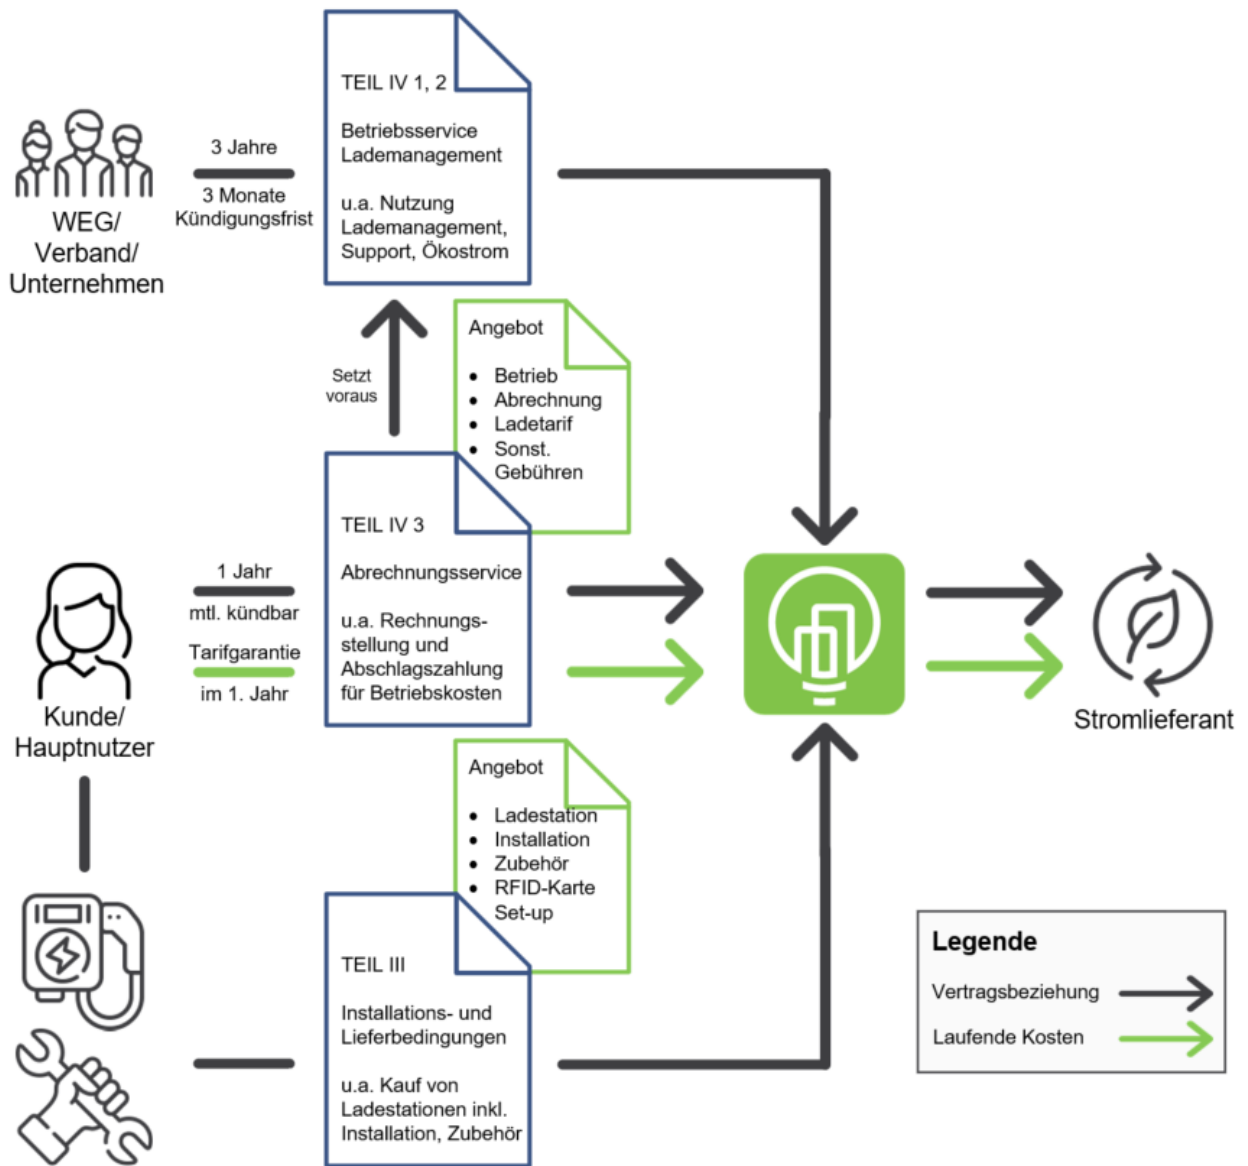 TEIL IV 1, 2
Betriebsservice
Lademanagement
u.a. Nutzung
Lademanagement,
Support, Ökostrom
3 Jahre
3 Monate
Kündigungsfrist
WEG/
Verband/
Unternehmen
Setzt
voraus
Angebot
• Betrieb
• Abrechnung
• Ladetarif
• Sonst.
Gebühren
TEIL IV 3
Abrechnungsservice
u.a. Rechnungs-
stellung und
Abschlagszahlung
für Betriebskosten
1 Jahr
mtl. kündbar
Tarifgarantie
im 1. Jahr
Kunde/
Hauptnutzer
Stromlieferant
Angebot
• Ladestation
• Installation
• Zubehör
• RFID-Karte
Set-up
TEIL III
Installations- und
Lieferbedingungen
u.a. Kauf von
Ladestationen inkl.
Installation, Zubehör
Legende
Vertragsbeziehung
Laufende Kosten